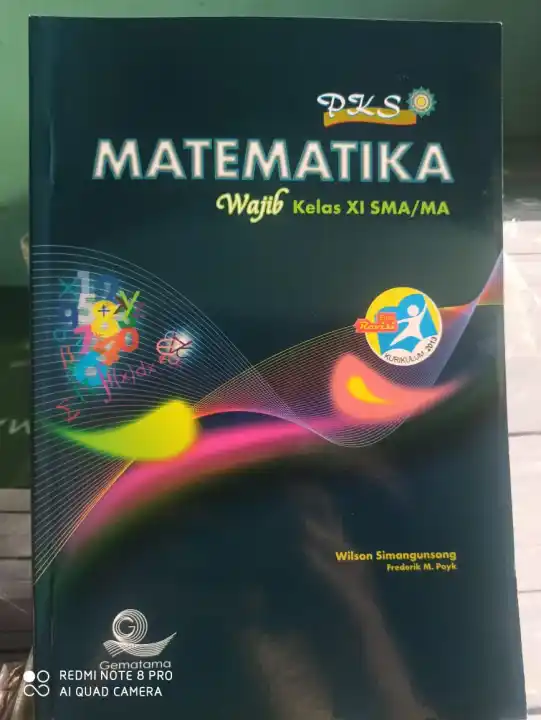 PKS
MATEMATIKA
Wajib Kelas XI SMA/MA
Edisi
Revisi
KURIKULUM 2013
Wilson Simangunsong
Frederik M. Poyk
G
Gematama
REDMI NOTE 8 PRO
AI QUAD CAMERA